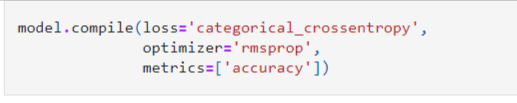 model.compile(loss='categorical_crossentropy',
              optimizer='rmsprop',
              metrics=['accuracy'])